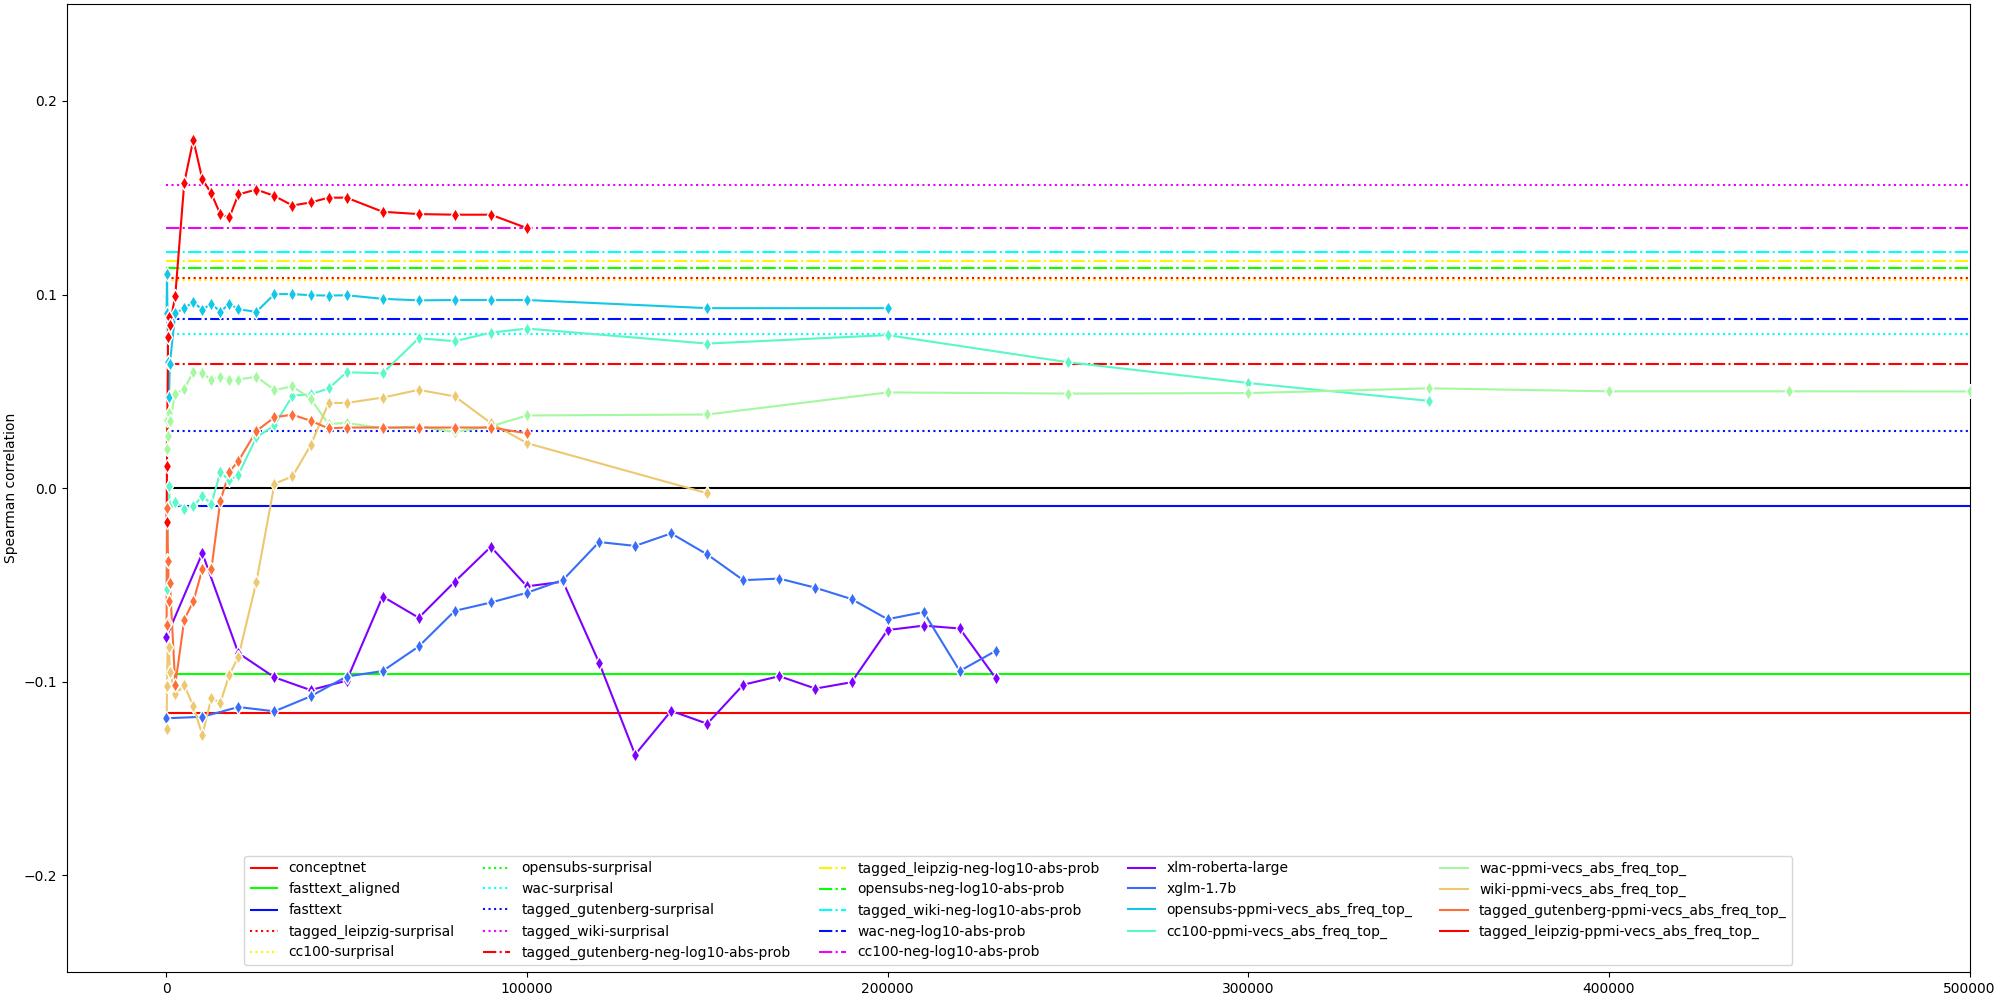 Spearman correlation
0.2
0.1
0.0
−0.1
−0.2
0
100000
200000
300000
400000
500000
conceptnet
fasttext_aligned
fasttext
tagged_leipzig-surprisal
cc100-surprisal
opensubs-surprisal
wac-surprisal
tagged_gutenberg-surprisal
tagged_wiki-surprisal
tagged_gutenberg-neg-log10-abs-prob
tagged_leipzig-neg-log10-abs-prob
opensubs-neg-log10-abs-prob
tagged_wiki-neg-log10-abs-prob
wac-neg-log10-abs-prob
cc100-neg-log10-abs-prob
xlm-roberta-large
xglm-1.7b
opensubs-ppmi-vecs_abs_freq_top_
cc100-ppmi-vecs_abs_freq_top_
wac-ppmi-vecs_abs_freq_top_
wiki-ppmi-vecs_abs_freq_top_
tagged_gutenberg-ppmi-vecs_abs_freq_top_
tagged_leipzig-ppmi-vecs_abs_freq_top_